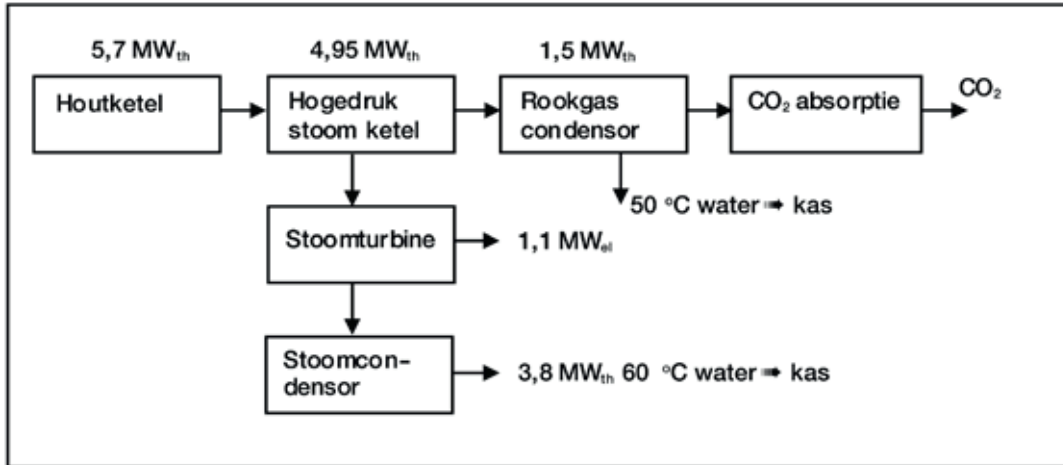 5,7 MWth
4,95 MWth
1,5 MWth
Houtketel
Hogedruk
stoom ketel
Rookgas
condensor
CO2 absorptie
CO2
50 °C water ➠ kas
Stoomturbine
1,1 MWel
Stoomcon-
densor
3,8 MWth 60 °C water ➠ kas